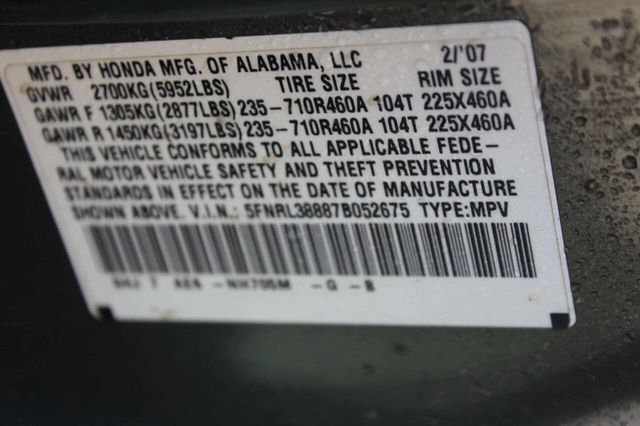 MFD. BY HONDA MFG. OF ALABAMA, LLC 2/'07
GVWR 2700KG(5952LBS) TIRE SIZE RIM SIZE
GAWR F 1305KG(2877LBS)235-710R460A 104T 225X460A
GAWR R 1450KG(3197LBS)235-710R460A 104T 225X460A
THIS VEHICLE CONFORMS TO ALL APPLICABLE FEDE-
RAL MOTOR VEHICLE SAFETY AND THEFT PREVENTION
STANDARDS IN EFFECT ON THE DATE OF MANUFACTURE
SHOWN ABOVE. V.I.N.: 5FNRL38887B052675 TYPE:MPV
NH705M -G -B